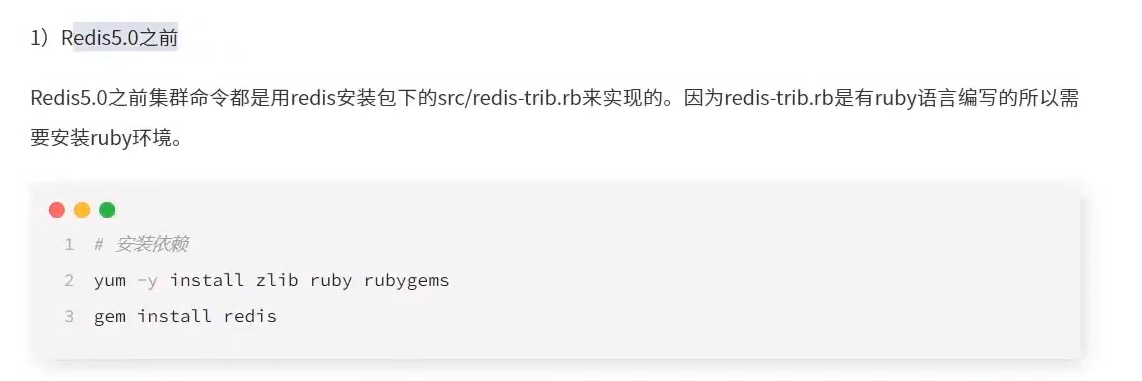 1）Redis5.0之前
Redis5.0之前集群命令都是用redis安装包下的src/redis-trib.rb来实现的。因为redis-trib.rb是有ruby语言编写的所以需
要安装ruby环境。
1 # 安装依赖
2 yum -y install zlib ruby rubygems
3 gem install redis